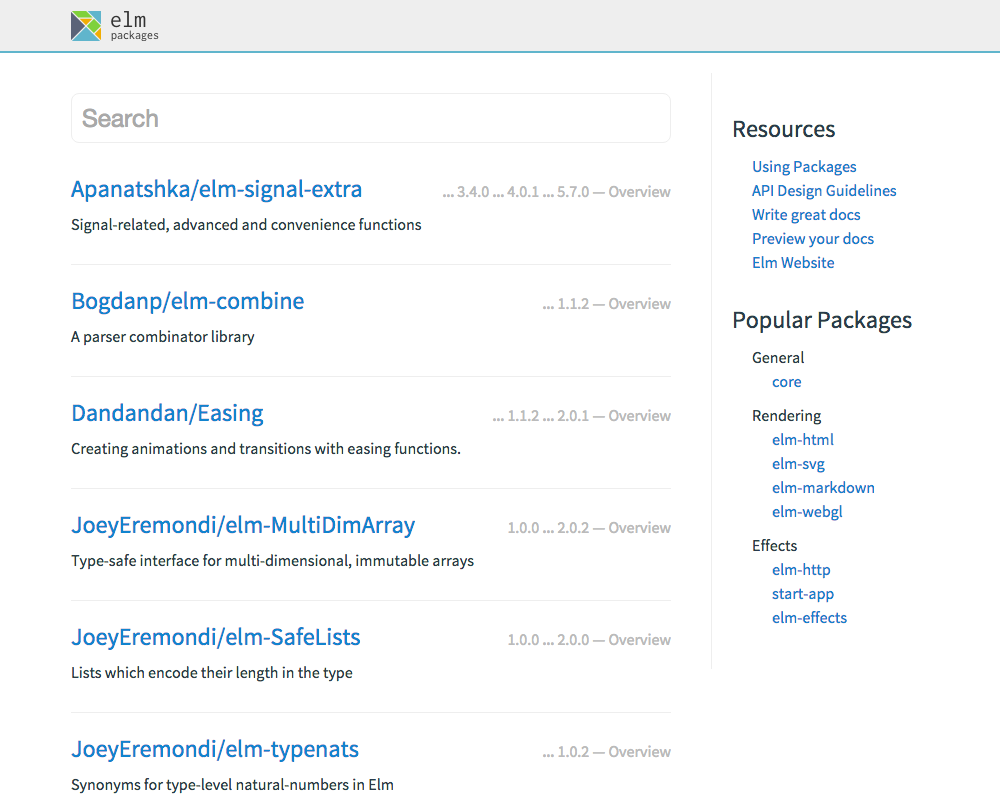 elm
packages
Search
Apanatshka/elm-signal-extra ... 3.4.0 ... 4.0.1 ... 5.7.0 — Overview
Signal-related, advanced and convenience functions
Bogdanp/elm-combine ... 1.1.2 — Overview
A parser combinator library
Dandandan/Easing ... 1.1.2 ... 2.0.1 — Overview
Creating animations and transitions with easing functions.
JoeyEremondi/elm-MultiDimArray 1.0.0 ... 2.0.2 — Overview
Type-safe interface for multi-dimensional, immutable arrays
JoeyEremondi/elm-SafeLists 1.0.0 ... 2.0.0 — Overview
Lists which encode their length in the type
JoeyEremondi/elm-typenats ... 1.0.2 — Overview
Synonyms for type-level natural-numbers in Elm
Resources
Using Packages
API Design Guidelines
Write great docs
Preview your docs
Elm Website
Popular Packages
General
core
Rendering
elm-html
elm-svg
elm-markdown
elm-webgl
Effects
elm-http
start-app
elm-effects